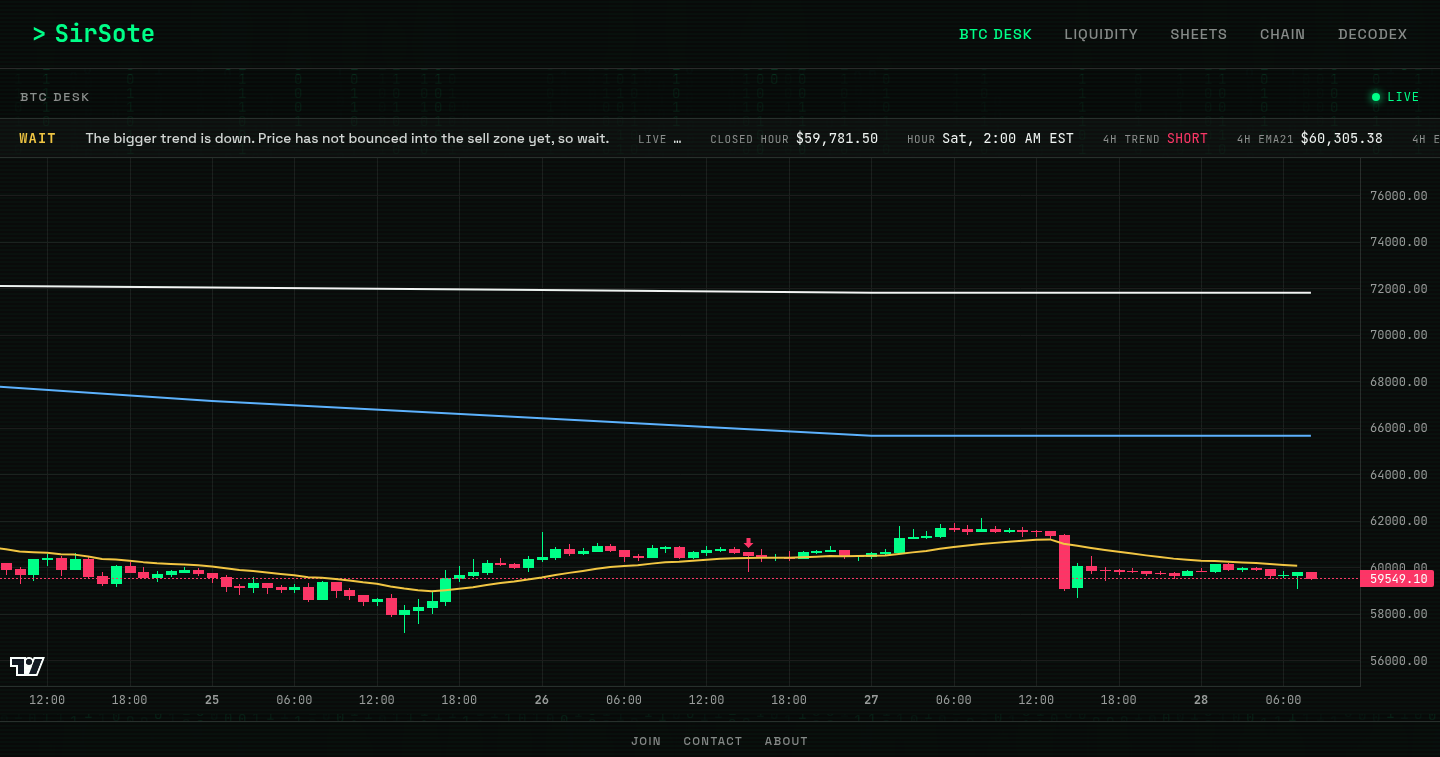 > SirSote
BTC DESK LIQUIDITY SHEETS CHAIN DECODEX
BTC DESK
LIVE
WAIT The bigger trend is down. Price has not bounced into the sell zone yet, so wait. LIVE … CLOSED HOUR $59,781.50 HOUR Sat, 2:00 AM EST 4H TREND SHORT 4H EMA21 $60,305.38 4H E
76000.00
74000.00
72000.00
70000.00
68000.00
66000.00
64000.00
62000.00
60000.00
59549.10
58000.00
56000.00
12:00 18:00 25 06:00 12:00 18:00 26 06:00 12:00 18:00 27 06:00 12:00 18:00 28 06:00
JOIN CONTACT ABOUT